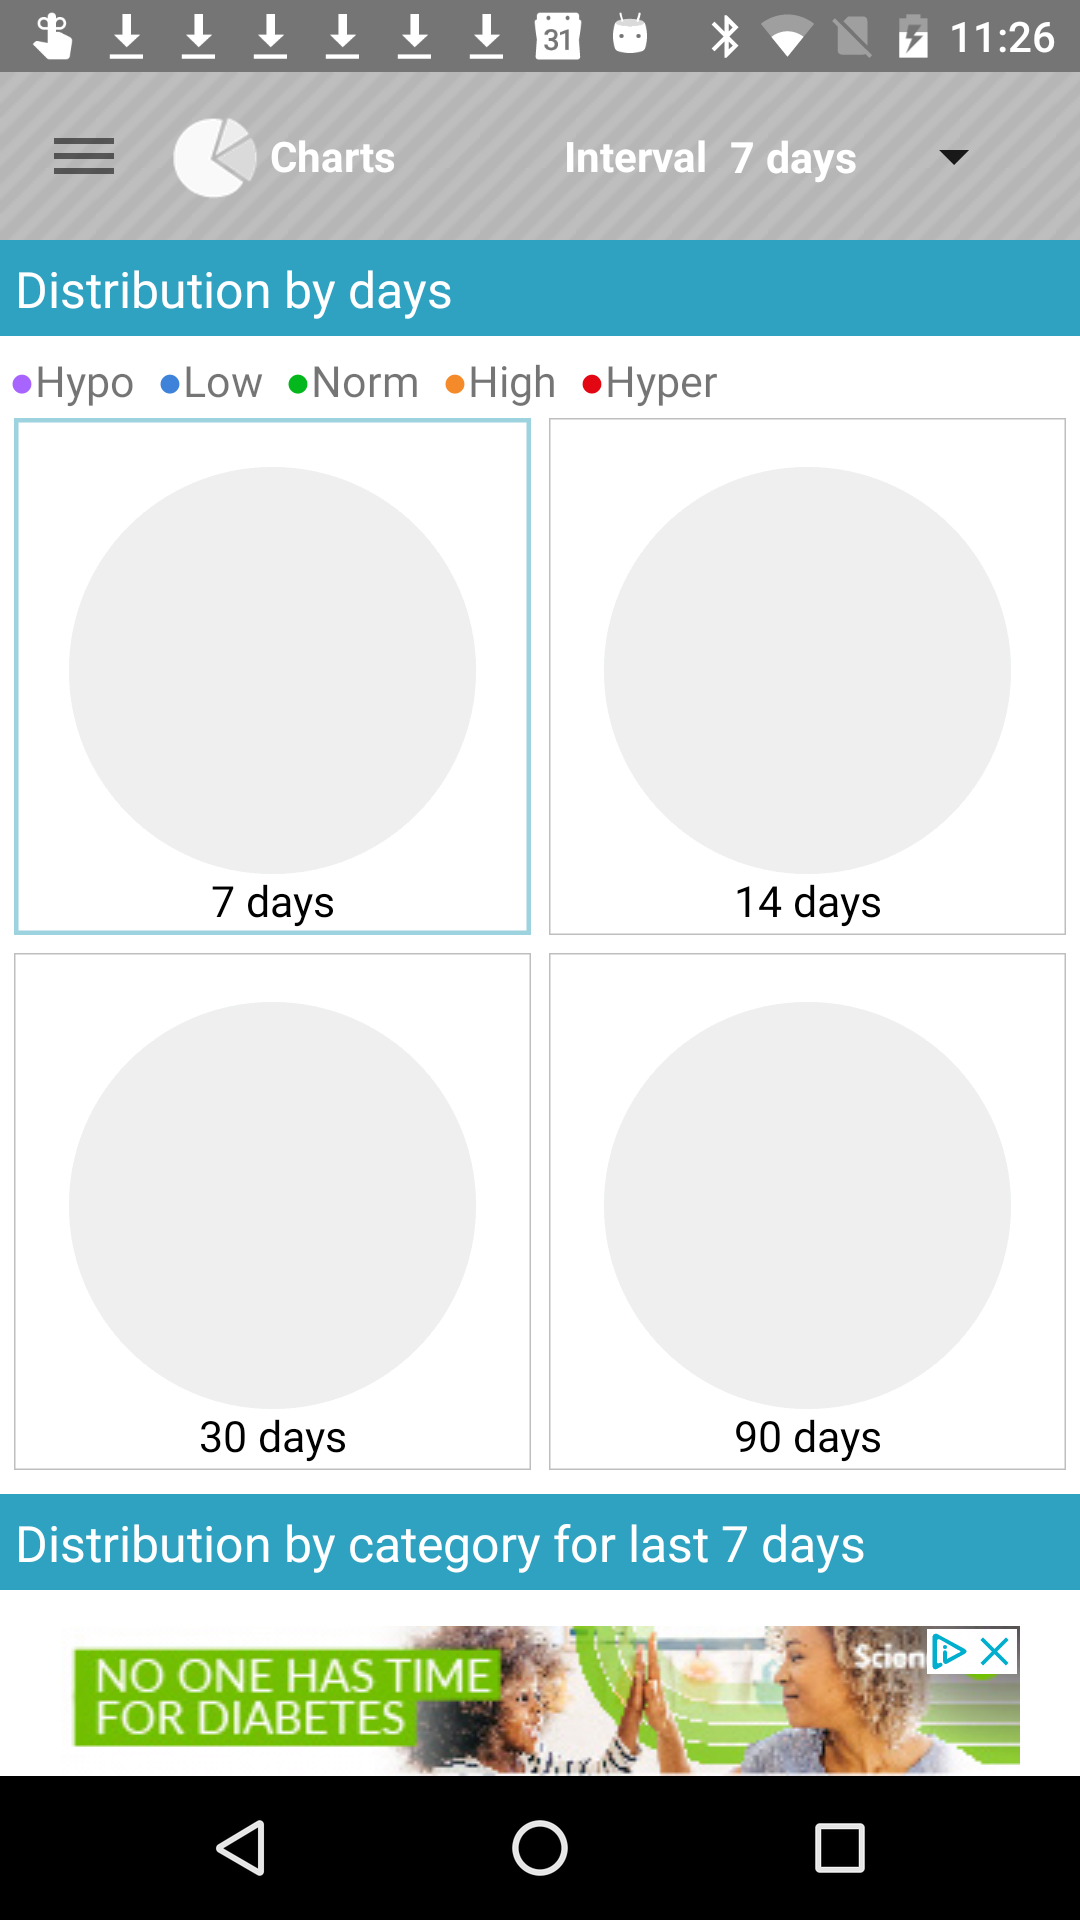 31
11:26
Charts
Interval 7 days
Distribution by days
Hypo Low Norm High Hyper
7 days
14 days
30 days
90 days
Distribution by category for last 7 days
NO ONE HAS TIME
FOR DIABETES
Scien